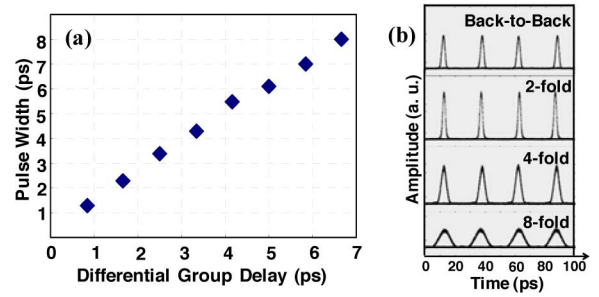 (a)
Pulse Width (ps)
8
7
6
5
4
3
2
1
0 1 2 3 4 5 6 7
Differential Group Delay (ps)
(b)
Amplitude (a. u.)
Back-to-Back
2-fold
4-fold
8-fold
0 20 40 60 80 100
Time (ps)